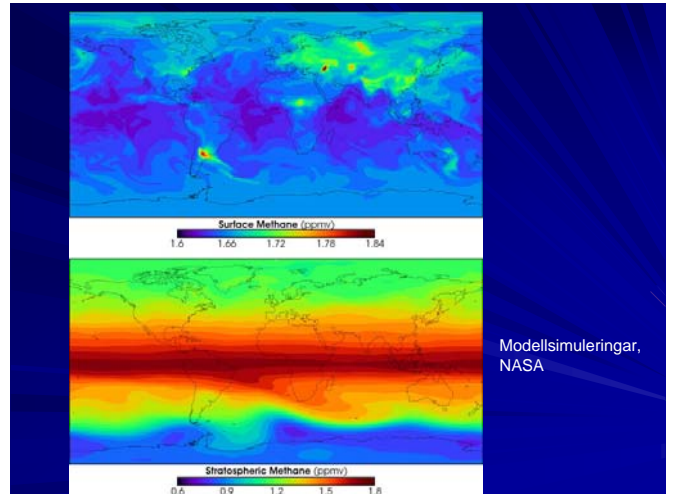 Surface Methane (ppmv)
1.6 1.66 1.72 1.78 1.84
Modellsimuleringar,
NASA
Stratospheric Methane (ppmv)
0.6 0.9 1.2 1.5 1.8